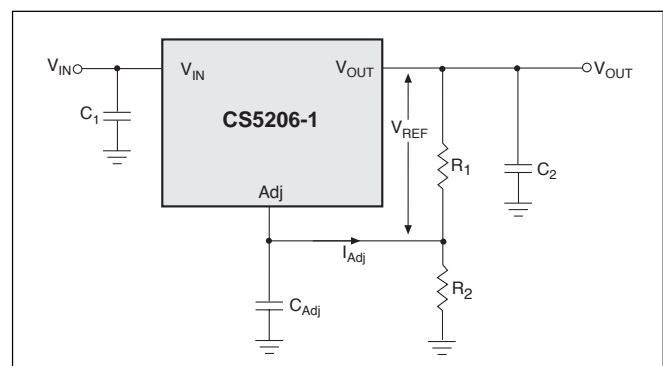 V_IN
V_IN
V_OUT
V_OUT
C_1
CS5206-1
V_REF
R_1
C_2
Adj
I_Adj
R_2
C_Adj